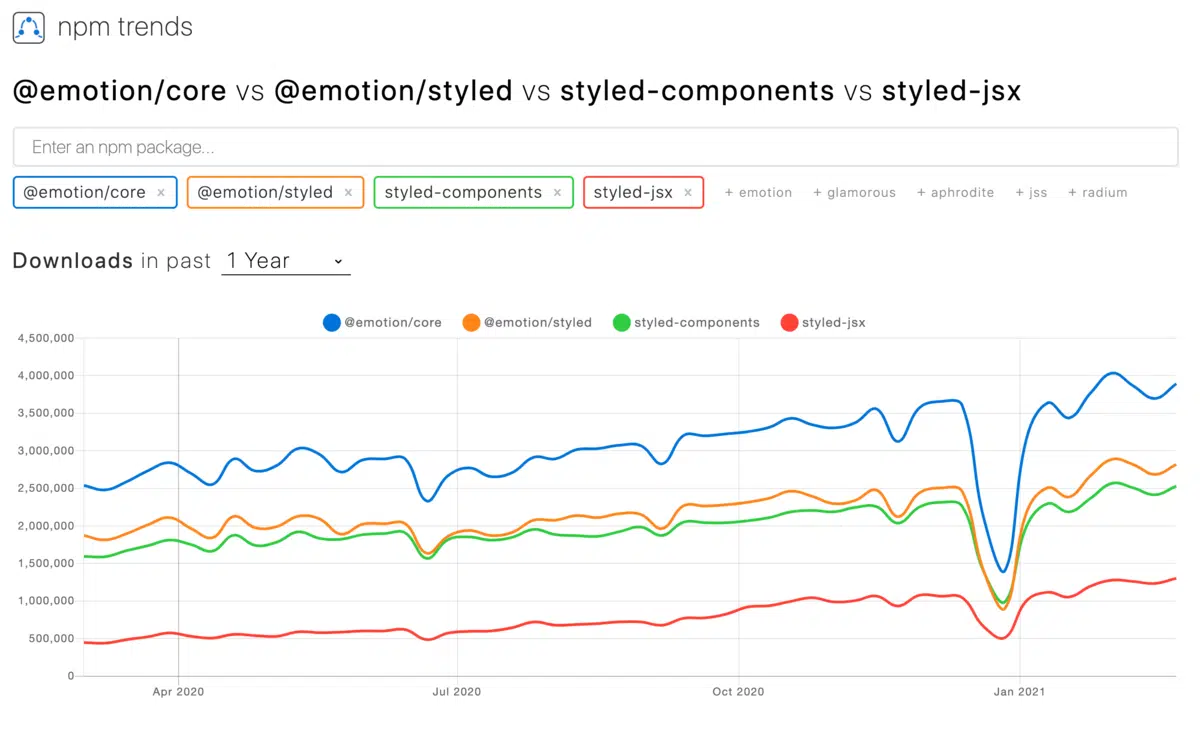 npm trends
@emotion/core vs @emotion/styled vs styled-components vs styled-jsx
Enter an npm package...
@emotion/core × @emotion/styled × styled-components × styled-jsx × + emotion + glamorous + aphrodite + jss + radium
Downloads in past 1 Year
@emotion/core @emotion/styled styled-components styled-jsx
4,500,000
4,000,000
3,500,000
3,000,000
2,500,000
2,000,000
1,500,000
1,000,000
500,000
0
Apr 2020 Jul 2020 Oct 2020 Jan 2021